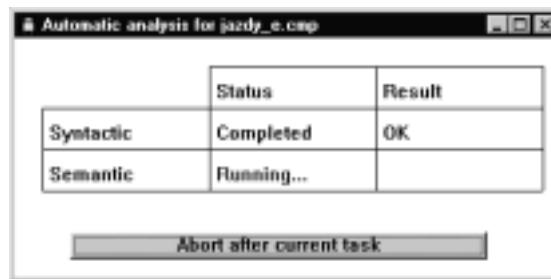 Automatic analysis for jazdy_e.cmp
Status Result
Syntactic Completed OK
Semantic Running...
Abort after current task